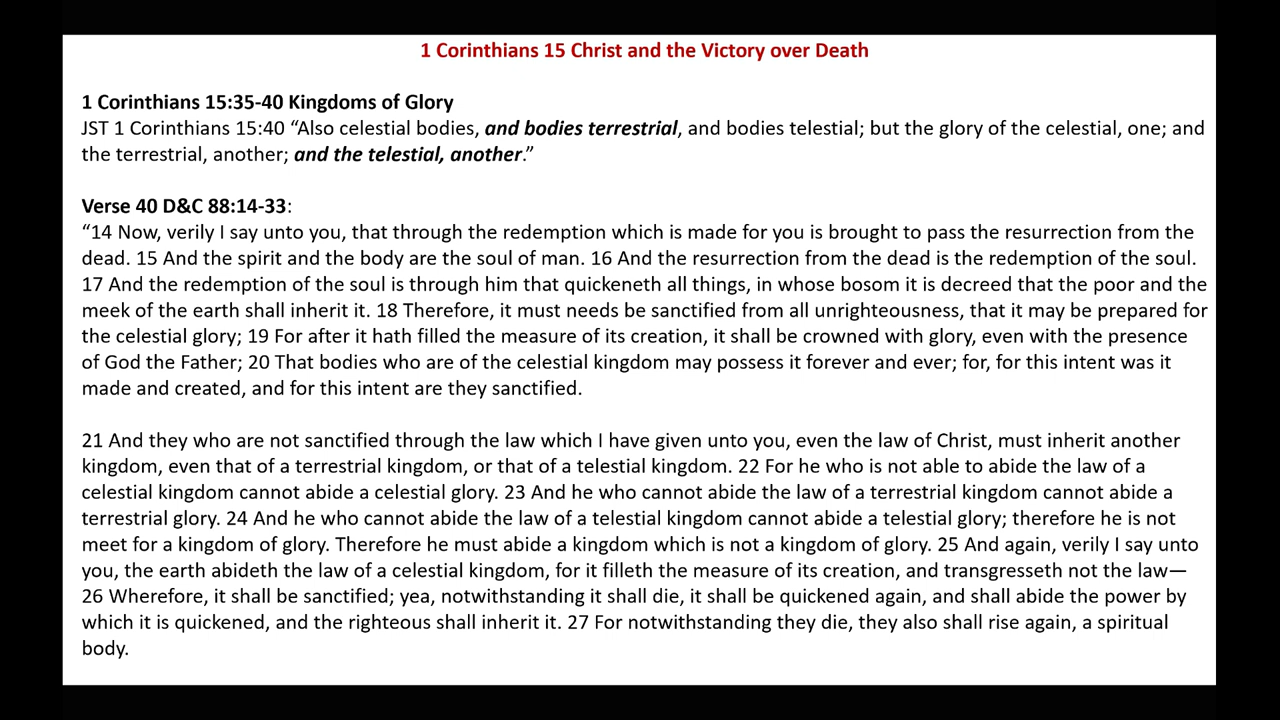 1 Corinthians 15 Christ and the Victory over Death
1 Corinthians 15:35-40 Kingdoms of Glory
JST 1 Corinthians 15:40 “Also celestial bodies, and bodies terrestrial, and bodies telestial; but the glory of the celestial, one; and
the terrestrial, another; and the telestial, another.”
Verse 40 D&C 88:14-33:
“14 Now, verily I say unto you, that through the redemption which is made for you is brought to pass the resurrection from the
dead. 15 And the spirit and the body are the soul of man. 16 And the resurrection from the dead is the redemption of the soul.
17 And the redemption of the soul is through him that quickeneth all things, in whose bosom it is decreed that the poor and the
meek of the earth shall inherit it. 18 Therefore, it must needs be sanctified from all unrighteousness, that it may be prepared for
the celestial glory; 19 For after it hath filled the measure of its creation, it shall be crowned with glory, even with the presence
of God the Father; 20 That bodies who are of the celestial kingdom may possess it forever and ever; for, for this intent was it
made and created, and for this intent are they sanctified.
21 And they who are not sanctified through the law which I have given unto you, even the law of Christ, must inherit another
kingdom, even that of a terrestrial kingdom, or that of a telestial kingdom. 22 For he who is not able to abide the law of a
celestial kingdom cannot abide a celestial glory. 23 And he who cannot abide the law of a terrestrial kingdom cannot abide a
terrestrial glory. 24 And he who cannot abide the law of a telestial kingdom cannot abide a telestial glory; therefore he is not
meet for a kingdom of glory. Therefore he must abide a kingdom which is not a kingdom of glory. 25 And again, verily I say unto
you, the earth abideth the law of a celestial kingdom, for it filleth the measure of its creation, and transgresseth not the law—
26 Wherefore, it shall be sanctified; yea, notwithstanding it shall die, it shall be quickened again, and shall abide the power by
which it is quickened, and the righteous shall inherit it. 27 For notwithstanding they die, they also shall rise again, a spiritual
body.